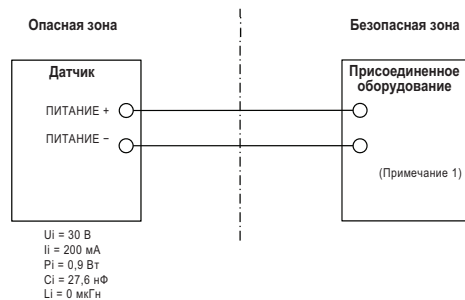 Опасная зона
Безопасная зона
Датчик
ПИТАНИЕ +
ПИТАНИЕ −
Присоединенное
оборудование
(Примечание 1)
Ui = 30 В
Ii = 200 мА
Pi = 0,9 Вт
Ci = 27,6 нФ
Li = 0 мкГн